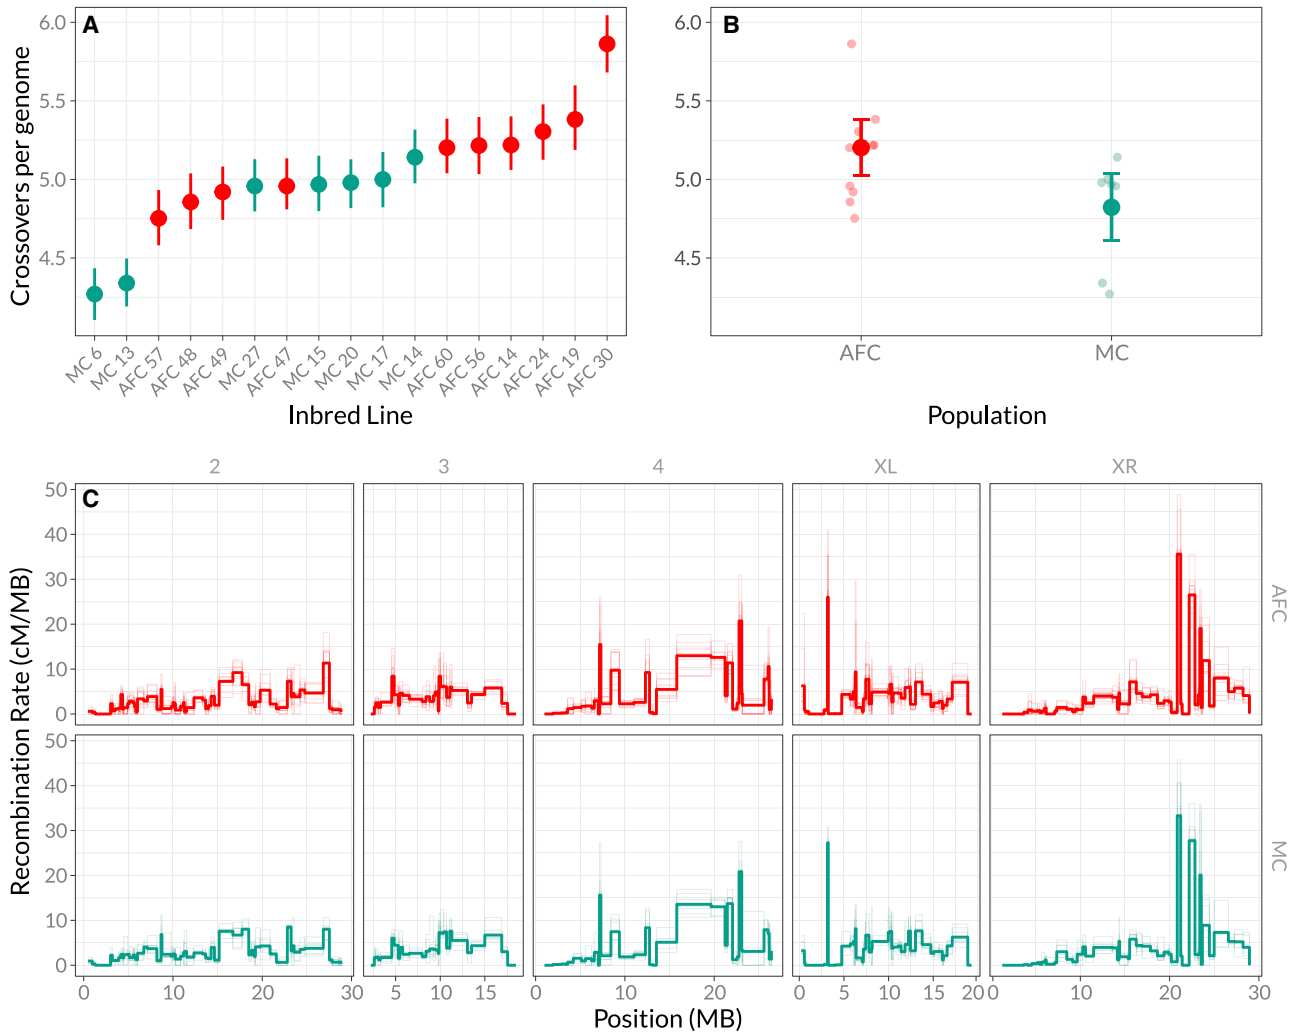 A
Crossovers per genome
6.0
5.5
5.0
4.5
MC 6
MC 13
AFC 57
AFC 48
AFC 49
MC 27
AFC 47
MC 15
MC 20
MC 17
MC 14
AFC 60
AFC 56
AFC 14
AFC 24
AFC 19
AFC 30
Inbred Line
B
6.0
5.5
5.0
4.5
AFC MC
Population
2 3 4 XL XR
C
Recombination Rate (cM/MB)
50
40
30
20
10
0
AFC
50
40
30
20
10
0
MC
0 10 20 30 5 10 15 0 20 0 5 10 15 20 0 10 20 30
Position (MB)